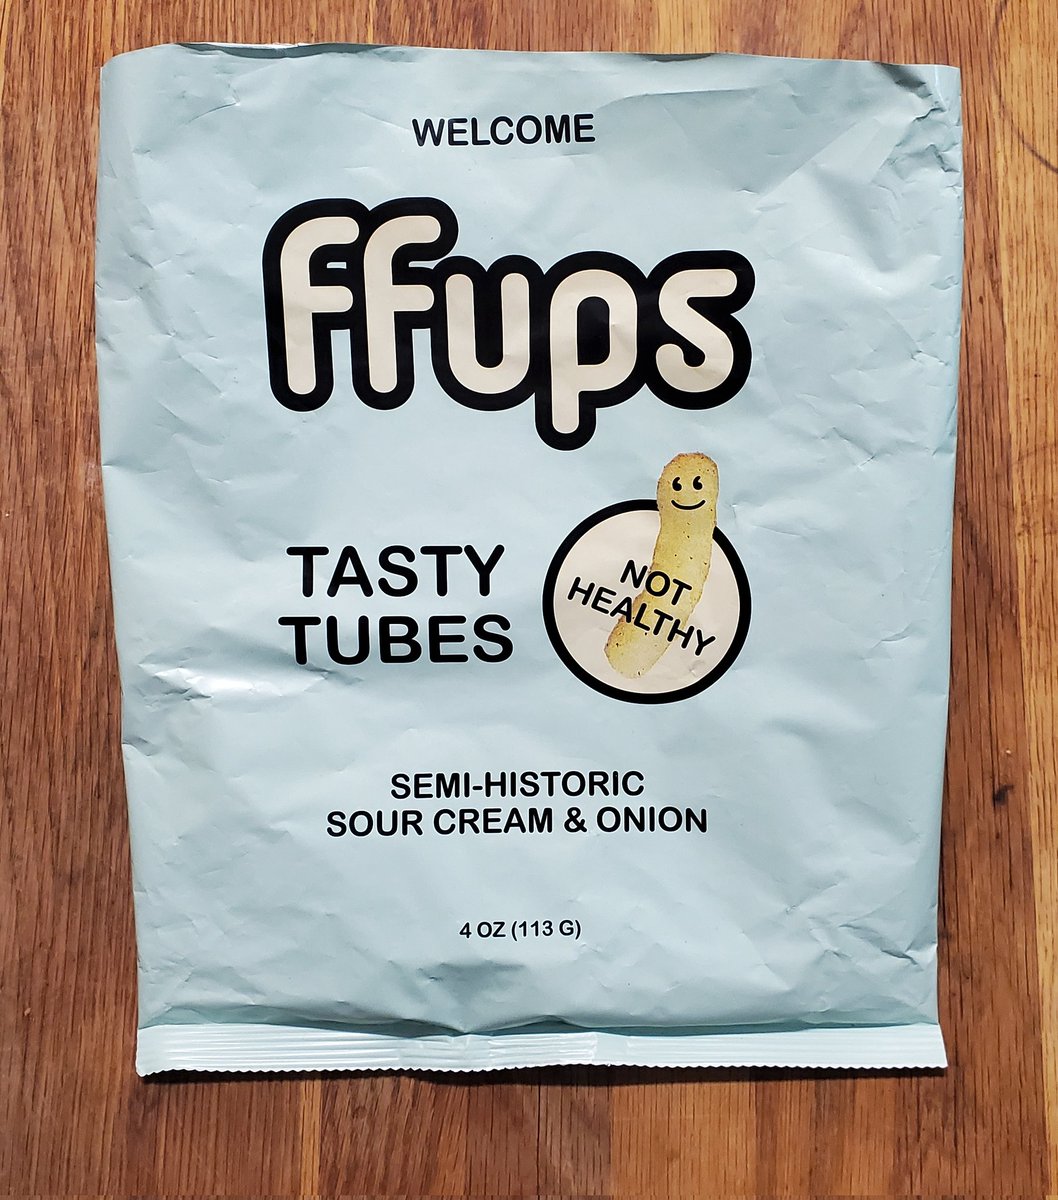 WELCOME
ffups
TASTY
TUBES
NOT
HEALTHY
SEMI-HISTORIC
SOUR CREAM & ONION
4 OZ (113 G)